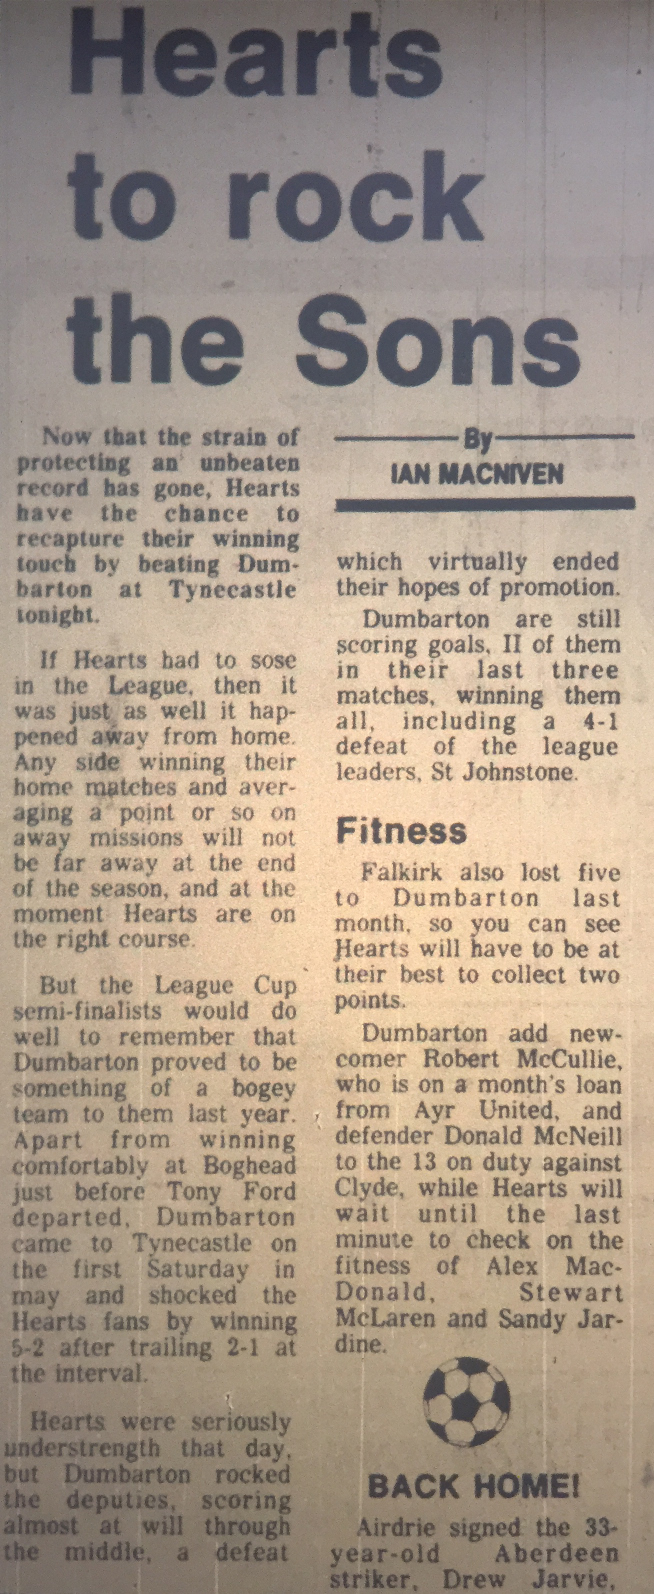 Hearts
to rock
the Sons
Now that the strain of
protecting an unbeaten
record has gone, Hearts
have the chance to
recapture their winning
touch by beating Dum-
barton at Tynecastle
tonight.
If Hearts had to sose
in the League, then it
was just as well it hap-
pened away from home.
Any side winning their
home matches and aver-
aging a point or so on
away missions will not
be far away at the end
of the season, and at the
moment Hearts are on
the right course.
But the League Cup
semi-finalists would do
well to remember that
Dumbarton proved to be
something of a bogey
team to them last year.
Apart from winning
comfortably at Boghead
just before Tony Ford
departed, Dumbarton
came to Tynecastle on
the first Saturday in
may and shocked the
Hearts fans by winning
5-2 after trailing 2-1 at
the interval.
Hearts were seriously
understrength that day,
but Dumbarton rocked
the deputies, scoring
almost at will through
the middle, a defeat
By
IAN MACNIVEN
which virtually ended
their hopes of promotion.
Dumbarton are still
scoring goals, II of them
in their last three
matches, winning them
all, including a 4-1
defeat of the league
leaders, St Johnstone.
Fitness
Falkirk also lost five
to Dumbarton last
month, so you can see
Hearts will have to be at
their best to collect two
points.
Dumbarton add new-
comer Robert McCullie,
who is on a month's loan
from Ayr United, and
defender Donald McNeill
to the 13 on duty against
Clyde, while Hearts will
wait until the last
minute to check on the
fitness of Alex Mac-
Donald, Stewart
McLaren and Sandy Jar-
dine.
BACK HOME!
Airdrie signed the 33-
year-old Aberdeen
striker, Drew Jarvie,